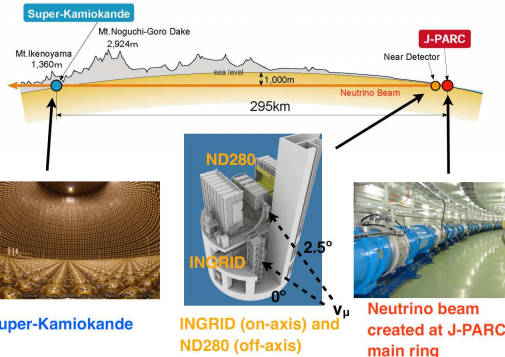 Super-Kamiokande
J-PARC
Mt.Noguchi-Goro Dake
2,924m
Mt.Ikenoyama
1,360m
Near Detector
sea level
1,000m
Neutrino Beam
295km
ND280
INGRID
2.5º
0º
νμ
uper-Kamiokande
INGRID (on-axis) and
ND280 (off-axis)
Neutrino beam
created at J-PARC
main ring